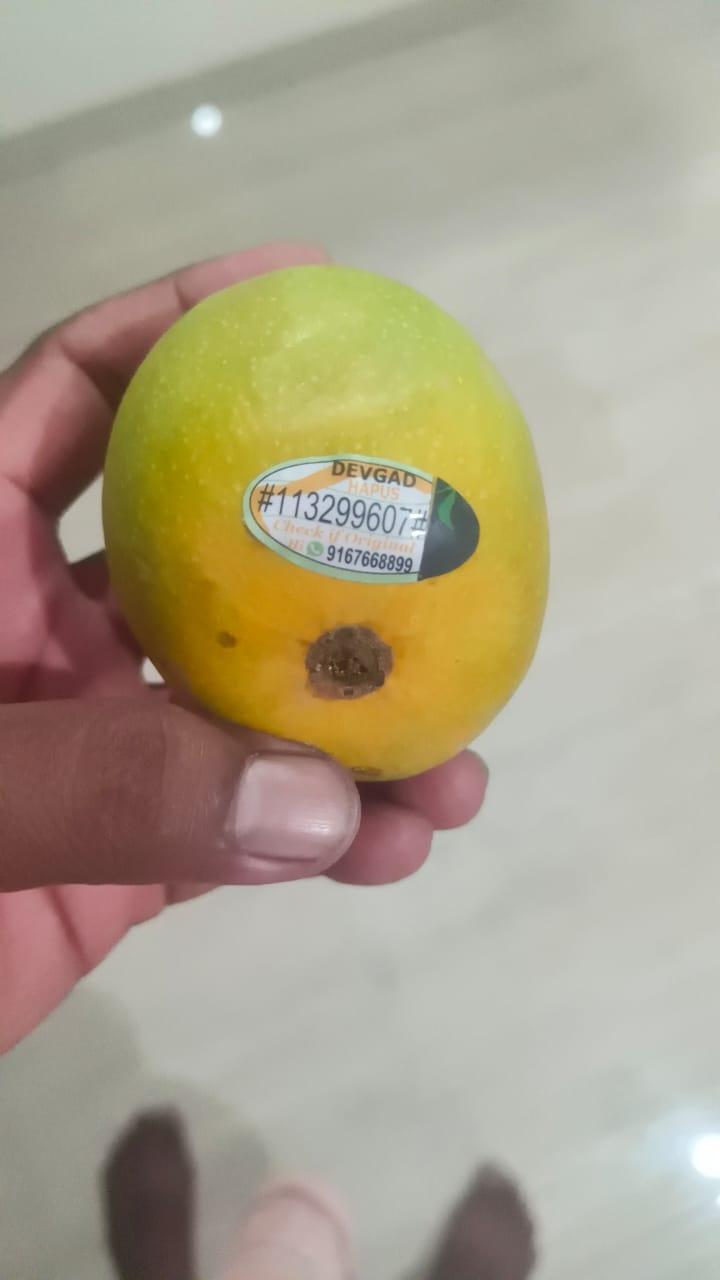 DEVGAD
HAPUS
#113299607#
Check if Original
Hi 9167668899